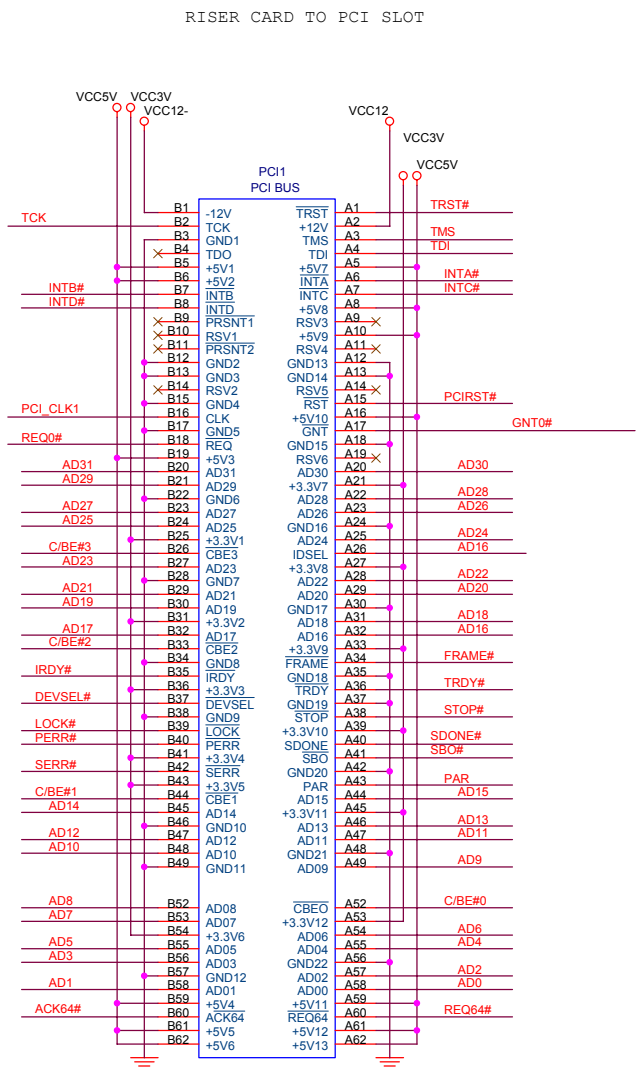 RISER CARD TO PCI SLOT
VCC5V VCC3V
VCC12-
VCC12
VCC3V
VCC5V
PCI1
PCI BUS
B1 -12V TRST A1 TRST#
TCK B2 TCK +12V A2
B3 GND1 TMS A3 TMS
B4 TDO TDI A4 TDI
B5 +5V1 +5V7 A5
B6 +5V2 INTA A6 INTA#
INTB# B7 INTB INTC A7 INTC#
INTD# B8 INTD +5V8 A8
B9 PRSNT1 RSV3 A9
B10 RSV1 +5V9 A10
B11 PRSNT2 RSV4 A11
B12 GND2 GND13 A12
B13 GND3 GND14 A13
B14 RSV2 RSV5 A14
B15 GND4 RST A15 PCIRST#
PCI_CLK1 B16 CLK +5V10 A16
B17 GND5 GNT A17 GNT0#
REQ0# B18 REQ GND15 A18
B19 +5V3 RSV6 A19
AD31 B20 AD31 AD30 A20 AD30
AD29 B21 AD29 +3.3V7 A21
B22 GND6 AD28 A22 AD28
AD27 B23 AD27 AD26 A23 AD26
AD25 B24 AD25 GND16 A24
B25 +3.3V1 AD24 A25 AD24
C/BE#3 B26 CBE3 IDSEL A26 AD16
AD23 B27 AD23 +3.3V8 A27
B28 GND7 AD22 A28 AD22
AD21 B29 AD21 AD20 A29 AD20
AD19 B30 AD19 GND17 A30
B31 +3.3V2 AD18 A31 AD18
AD17 B32 AD17 AD16 A32 AD16
C/BE#2 B33 CBE2 +3.3V9 A33
B34 GND8 FRAME A34 FRAME#
IRDY# B35 IRDY GND18 A35
B36 +3.3V3 TRDY A36 TRDY#
DEVSEL# B37 DEVSEL GND19 A37
B38 GND9 STOP A38 STOP#
LOCK# B39 LOCK +3.3V10 A39
PERR# B40 PERR SDONE A40 SDONE#
B41 +3.3V4 SBO A41 SBO#
SERR# B42 SERR GND20 A42
B43 +3.3V5 PAR A43 PAR
C/BE#1 B44 CBE1 AD15 A44 AD15
AD14 B45 AD14 +3.3V11 A45
B46 GND10 AD13 A46 AD13
AD12 B47 AD12 AD11 A47 AD11
AD10 B48 AD10 GND21 A48
B49 GND11 AD09 A49 AD9
AD8 B52 AD08 CBEO A52 C/BE#0
AD7 B53 AD07 +3.3V12 A53
B54 +3.3V6 AD06 A54 AD6
AD5 B55 AD05 AD04 A55 AD4
AD3 B56 AD03 GND22 A56
B57 GND12 AD02 A57 AD2
AD1 B58 AD01 AD00 A58 AD0
B59 +5V4 +5V11 A59
ACK64# B60 ACK64 REQ64 A60 REQ64#
B61 +5V5 +5V12 A61
B62 +5V6 +5V13 A62